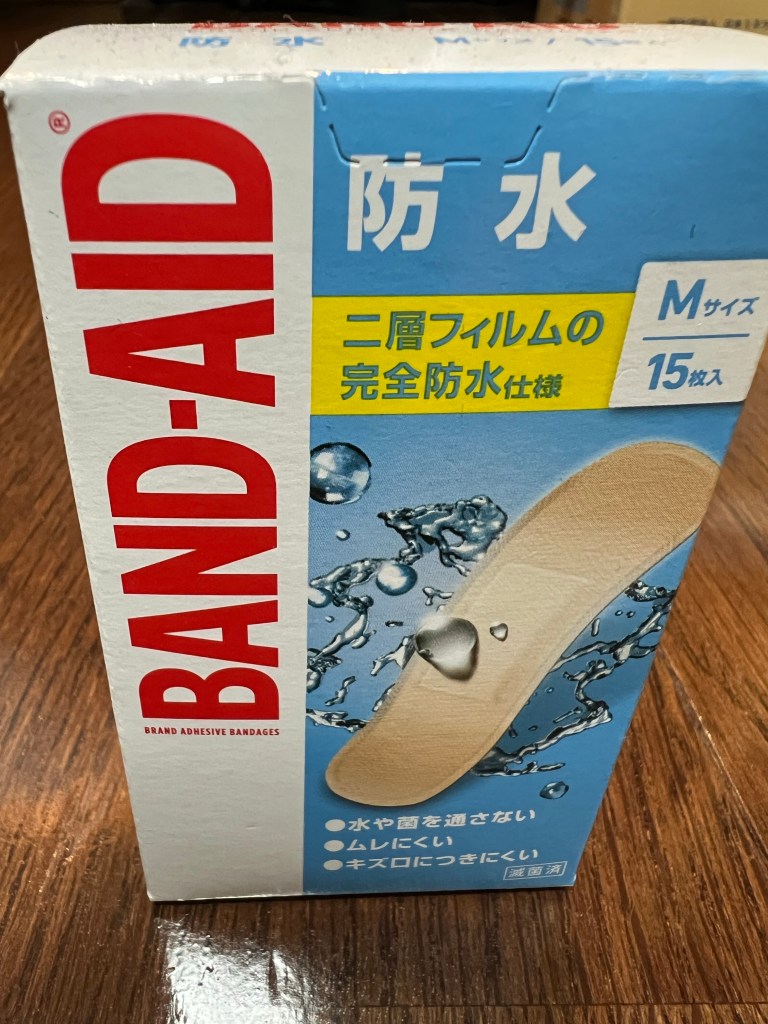 防水
BAND-AID®
BRAND ADHESIVE BANDAGES
防水
二層フィルムの
完全防水仕様
Mサイズ
15枚入
●水や菌を通さない
●ムレにくい
●キズ口につきにくい
滅菌済